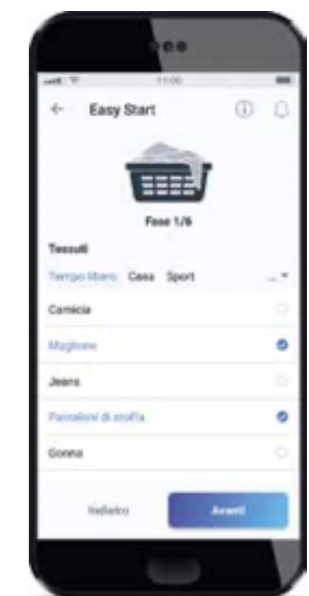 11:00
Easy Start
Fase 1/6
Tessuti
Tempo libero Casa Sport ...
Camicia
Maglione
Jeans
Pantaloni di stoffa
Gonna
Indietro Avanti